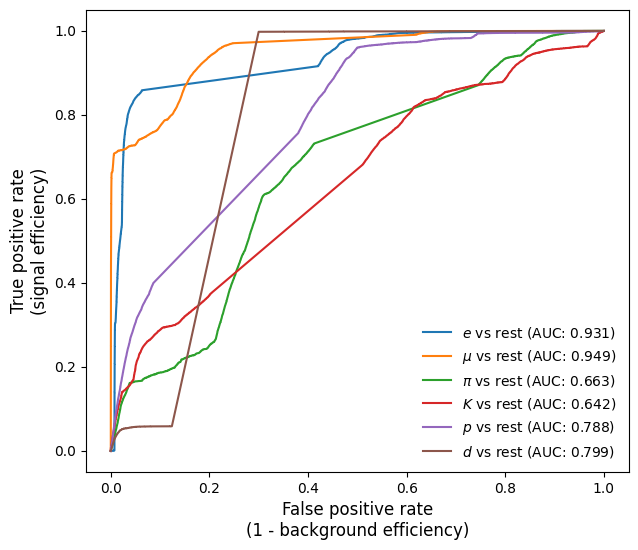 1.0
0.8
0.6
0.4
0.2
0.0
True positive rate
(signal efficiency)
e vs rest (AUC: 0.931)
μ vs rest (AUC: 0.949)
π vs rest (AUC: 0.663)
K vs rest (AUC: 0.642)
p vs rest (AUC: 0.788)
d vs rest (AUC: 0.799)
0.0 0.2 0.4 0.6 0.8 1.0
False positive rate
(1 - background efficiency)